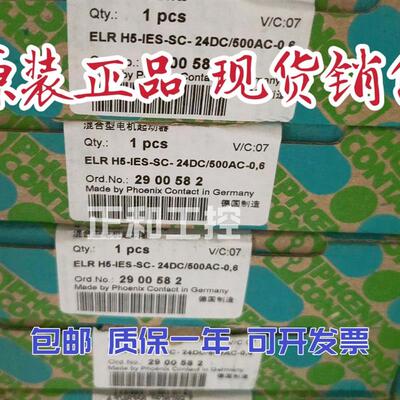 Qty.: 1 pcs V/C:07
ELR H5-IES-SC- 24DC/500AC-0,6
原装正品 现货销售
混合型电机起动器
Qty.: 1 pcs V/C:07
ELR H5-IES-SC- 24DC/500AC-0,6
Ord.No.: 29 00 58 2
Made by Phoenix Contact in Germany
德国制造
正和工控
Qty.: 1 pcs V/C:07
ELR H5-IES-SC- 24DC/500AC-0,6
Ord.No.: 29 00 58 2
Made by Phoenix Contact in Germany
德国制造
包邮 质保一年 可开发票
29 00 58 2